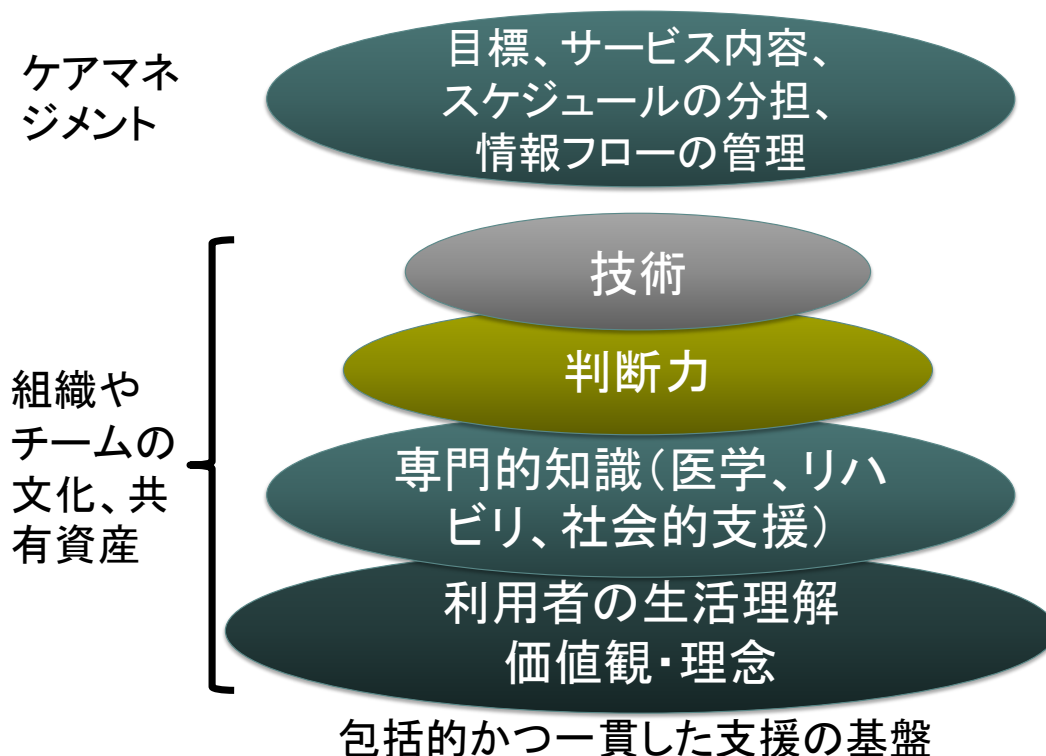 ケアマネ
ジメント
目標、サービス内容、
スケジュールの分担、
情報フローの管理
組織や
チームの
文化、共
有資産
技術
判断力
専門的知識（医学、リハ
ビリ、社会的支援）
利用者の生活理解
価値観・理念
包括的かつ一貫した支援の基盤